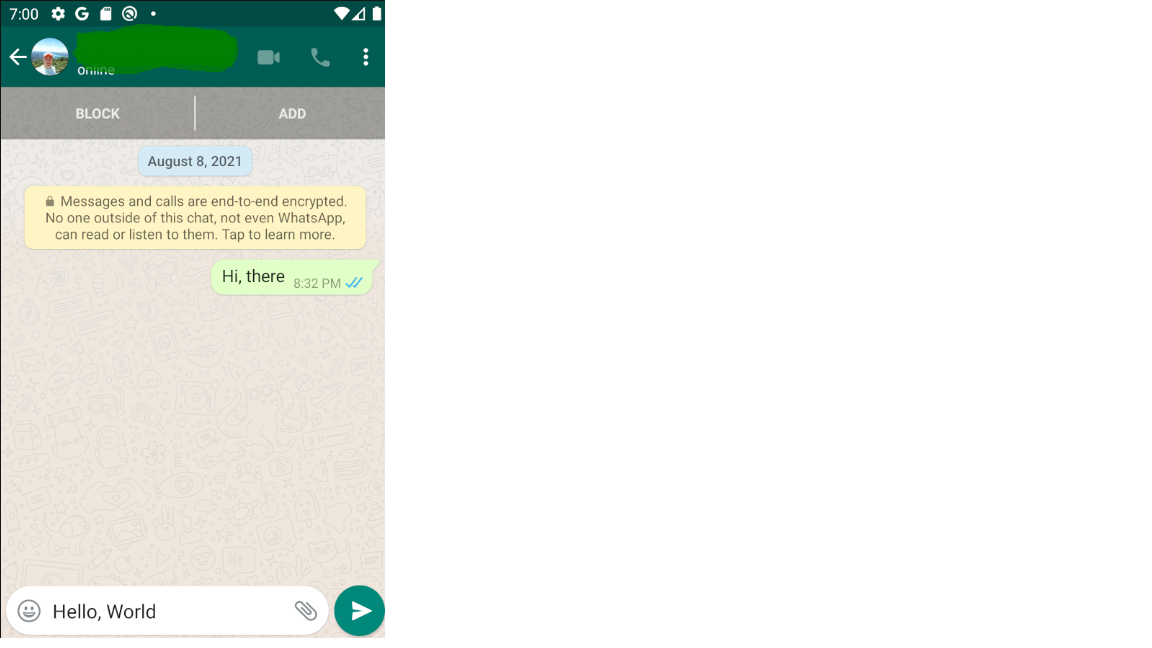 7:00
online
BLOCK
ADD
August 8, 2021
Messages and calls are end-to-end encrypted.
No one outside of this chat, not even WhatsApp,
can read or listen to them. Tap to learn more.
Hi, there 8:32 PM
Hello, World